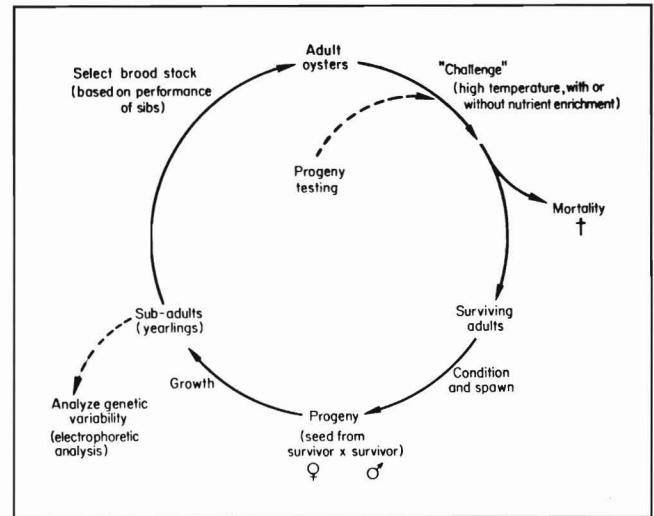 Adult
oysters
"Challenge"
(high temperature, with or
without nutrient enrichment)
Select brood stock
(based on performance
of sibs)
Progeny
testing
Mortality
†
Surviving
adults
Sub-adults
(yearlings)
Condition
and spawn
Growth
Analyze genetic
variability
(electrophoretic
analysis)
Progeny
(seed from
survivor x survivor)
♀ ♂